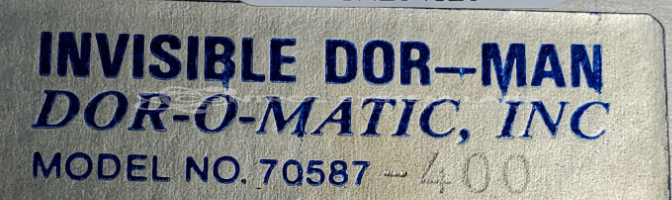 INVISIBLE DOR-MAN
DOR-O-MATIC, INC
MODEL NO. 70587-400